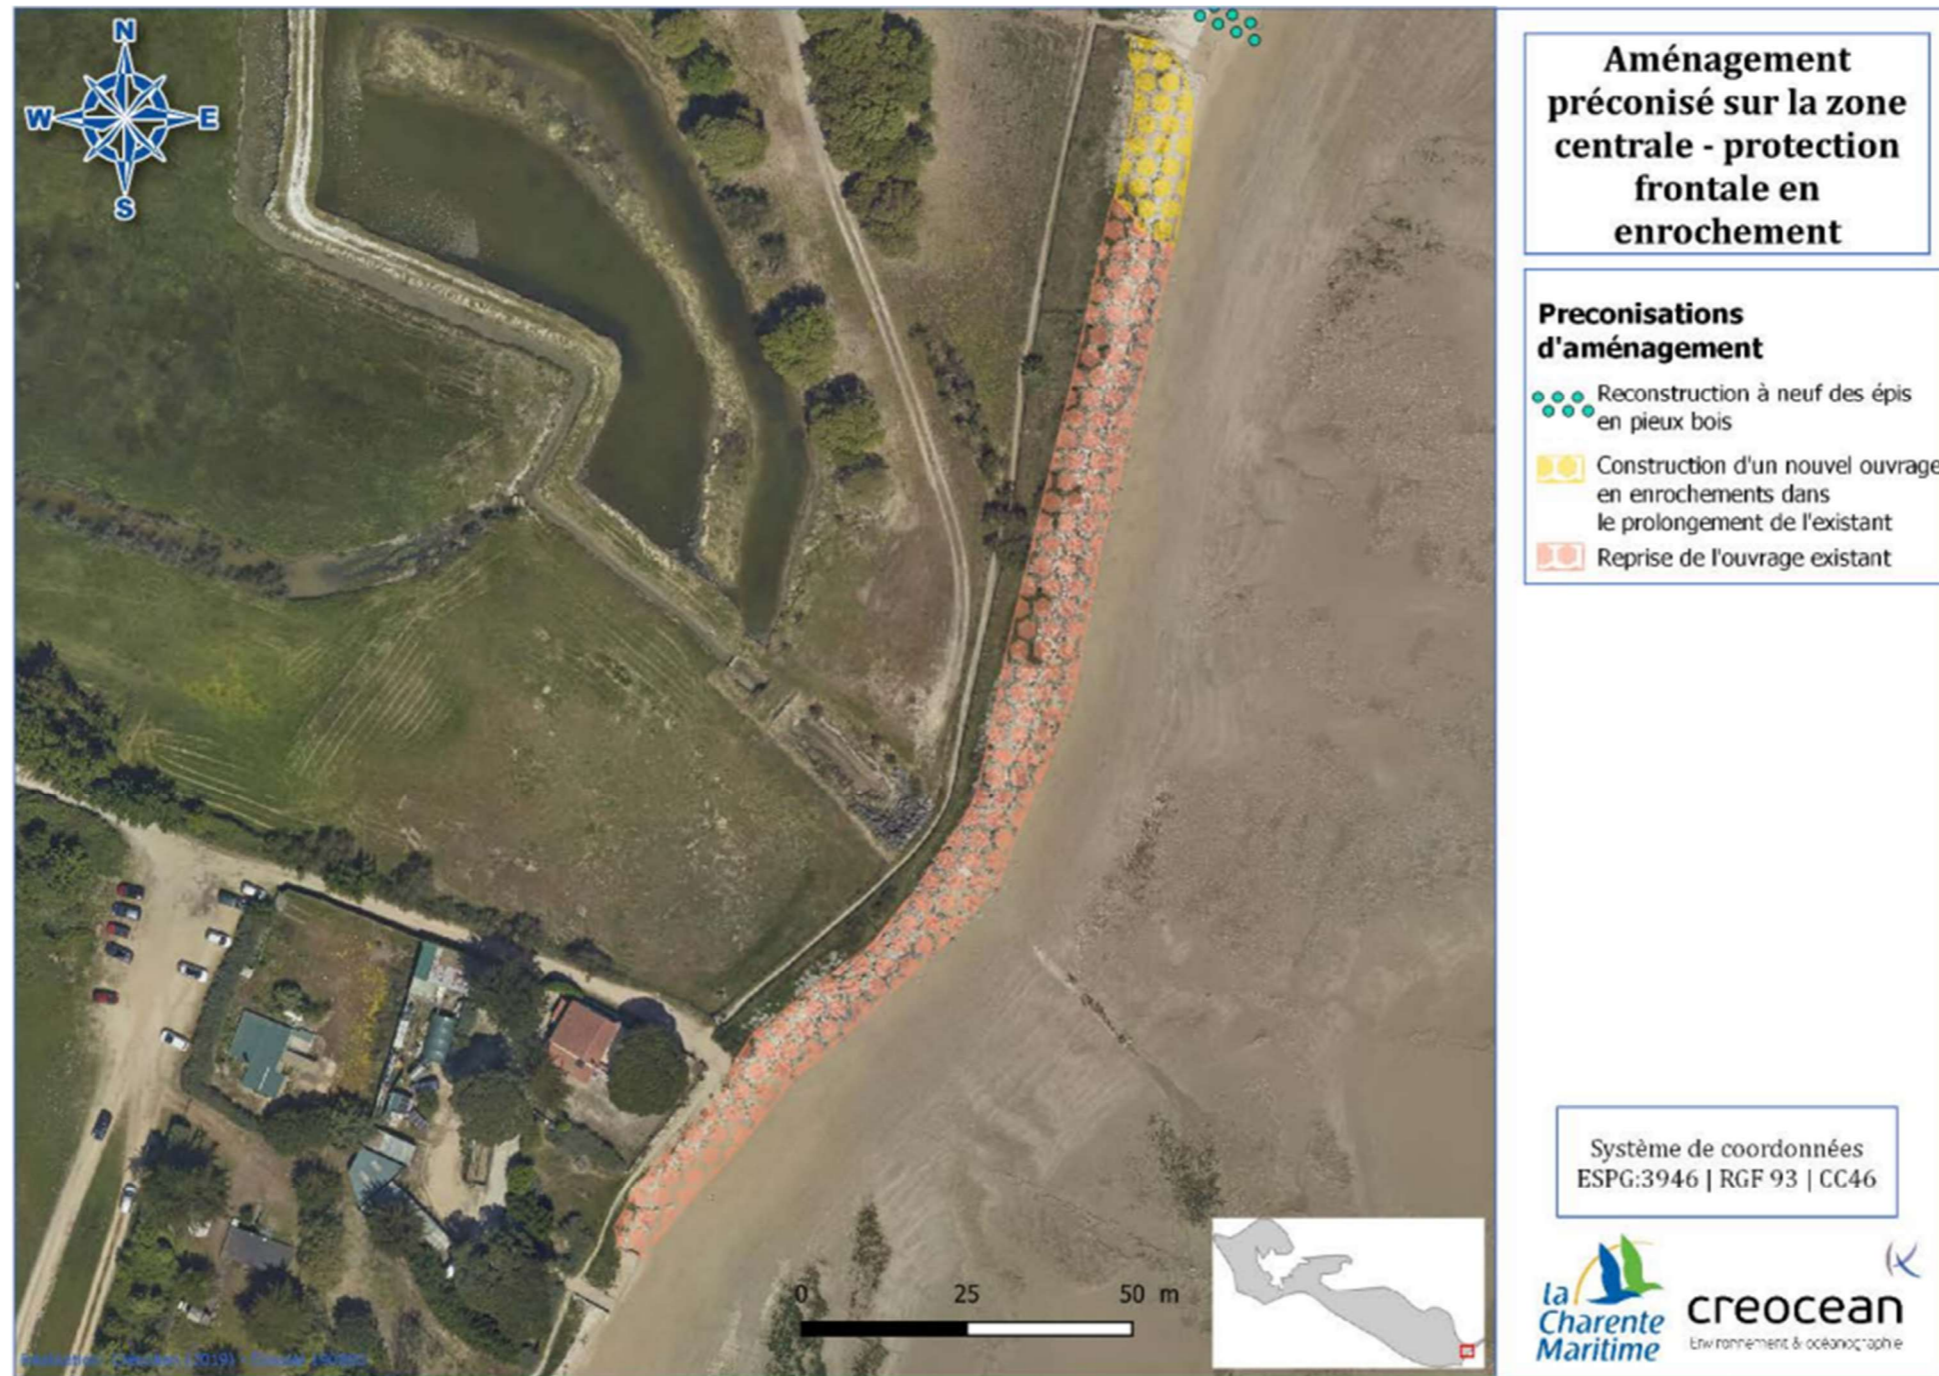 N
W
E
S
Aménagement
préconisé sur la zone
centrale - protection
frontale en
enrochement
Preconisations
d'aménagement
Reconstruction à neuf des épis
en pieux bois
Construction d'un nouvel ouvrage
en enrochements dans
le prolongement de l'existant
Reprise de l'ouvrage existant
Système de coordonnées
ESPG:3946 | RGF 93 | CC46
0 25 50 m
la
Charente
Maritime
creocean
Environnement & océanographie